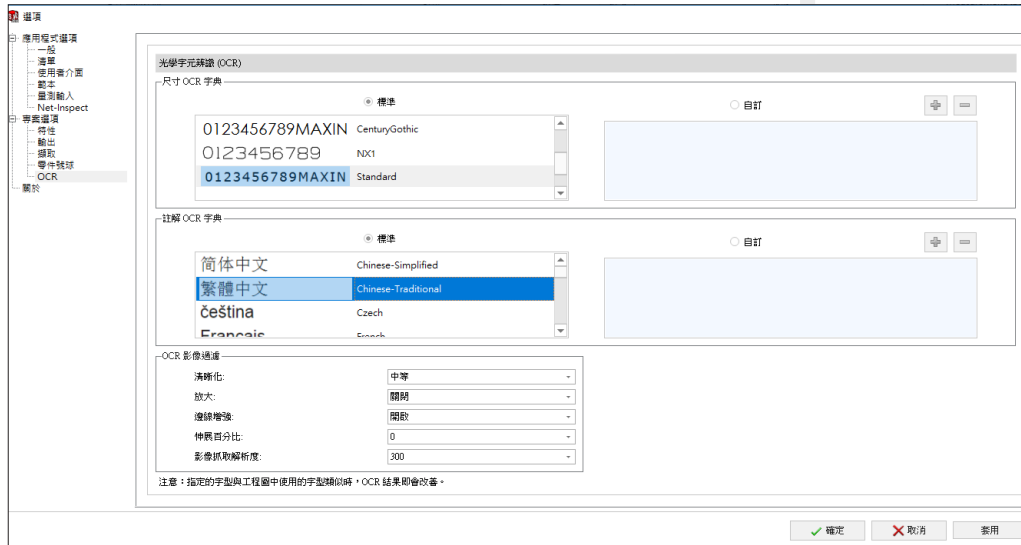 選項
應用程式選項
一般
清單
使用者介面
範本
量測輸入
Net-Inspect
專案選項
特性
輸出
擷取
零件號球
OCR
關於
光學字元辨識 (OCR)
尺寸 OCR 字典
標準
自訂
0123456789MAXIN CenturyGothic
0123456789 NX1
0123456789MAXIN Standard
註解 OCR 字典
標準
自訂
简体中文 Chinese-Simplified
繁體中文 Chinese-Traditional
čeština Czech
Français French
OCR 影像過濾
清晰化: 中等
放大: 關閉
邊線增強: 開啟
伸展百分比: 0
影像抓取解析度: 300
注意：指定的字型與工程圖中使用的字型類似時，OCR 結果即會改善。
確定
取消
套用